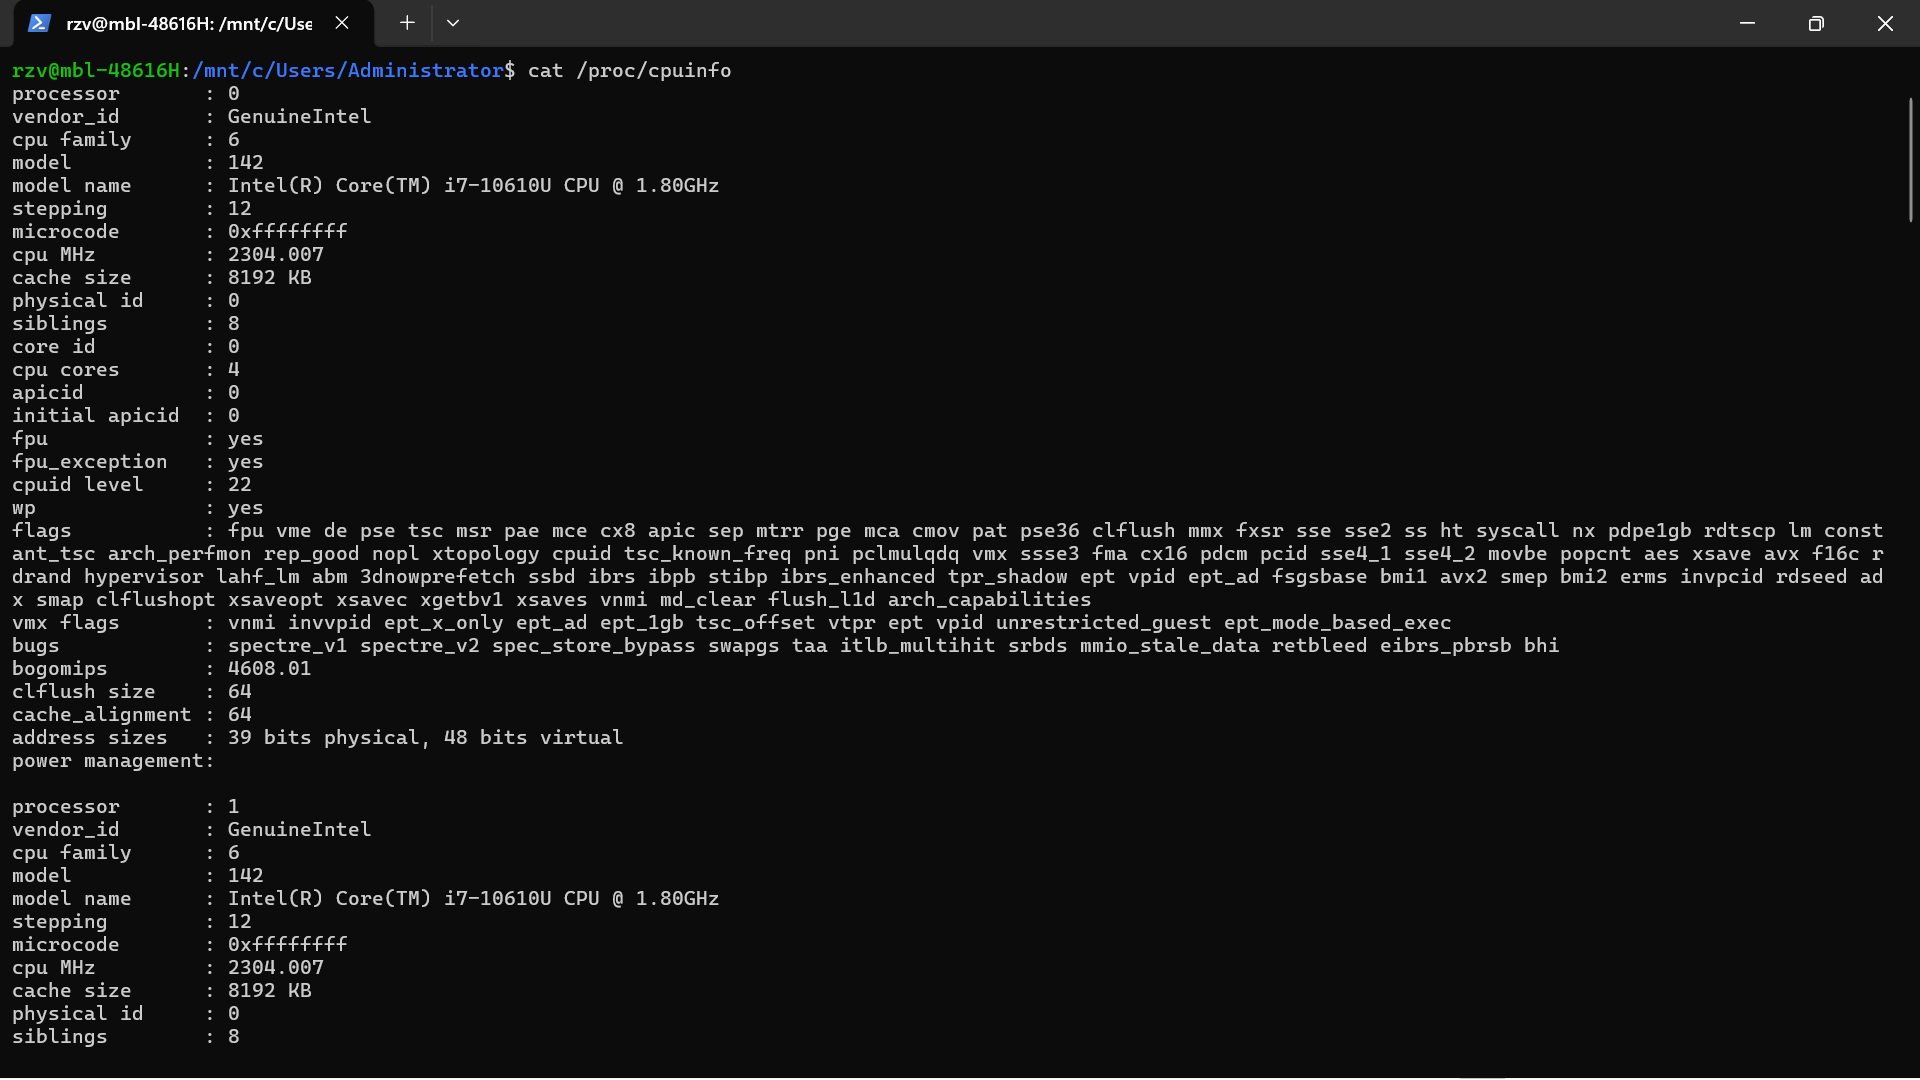 rzv@mbl-48616H: /mnt/c/Use
rzv@mbl-48616H:/mnt/c/Users/Administrator$ cat /proc/cpuinfo
processor       : 0
vendor_id       : GenuineIntel
cpu family      : 6
model           : 142
model name      : Intel(R) Core(TM) i7-10610U CPU @ 1.80GHz
stepping        : 12
microcode       : 0xffffffff
cpu MHz         : 2304.007
cache size      : 8192 KB
physical id     : 0
siblings        : 8
core id         : 0
cpu cores       : 4
apicid          : 0
initial apicid  : 0
fpu             : yes
fpu_exception   : yes
cpuid level     : 22
wp              : yes
flags           : fpu vme de pse tsc msr pae mce cx8 apic sep mtrr pge mca cmov pat pse36 clflush mmx fxsr sse sse2 ss ht syscall nx pdpe1gb rdtscp lm const
ant_tsc arch_perfmon rep_good nopl xtopology cpuid tsc_known_freq pni pclmulqdq vmx ssse3 fma cx16 pdcm pcid sse4_1 sse4_2 movbe popcnt aes xsave avx f16c r
drand hypervisor lahf_lm abm 3dnowprefetch ssbd ibrs ibpb stibp ibrs_enhanced tpr_shadow ept vpid ept_ad fsgsbase bmi1 avx2 smep bmi2 erms invpcid rdseed ad
x smap clflushopt xsaveopt xsavec xgetbv1 xsaves vnmi md_clear flush_l1d arch_capabilities
vmx flags       : vnmi invvpid ept_x_only ept_ad ept_1gb tsc_offset vtpr ept vpid unrestricted_guest ept_mode_based_exec
bugs            : spectre_v1 spectre_v2 spec_store_bypass swapgs taa itlb_multihit srbds mmio_stale_data retbleed eibrs_pbrsb bhi
bogomips        : 4608.01
clflush size    : 64
cache_alignment : 64
address sizes   : 39 bits physical, 48 bits virtual
power management:

processor       : 1
vendor_id       : GenuineIntel
cpu family      : 6
model           : 142
model name      : Intel(R) Core(TM) i7-10610U CPU @ 1.80GHz
stepping        : 12
microcode       : 0xffffffff
cpu MHz         : 2304.007
cache size      : 8192 KB
physical id     : 0
siblings        : 8